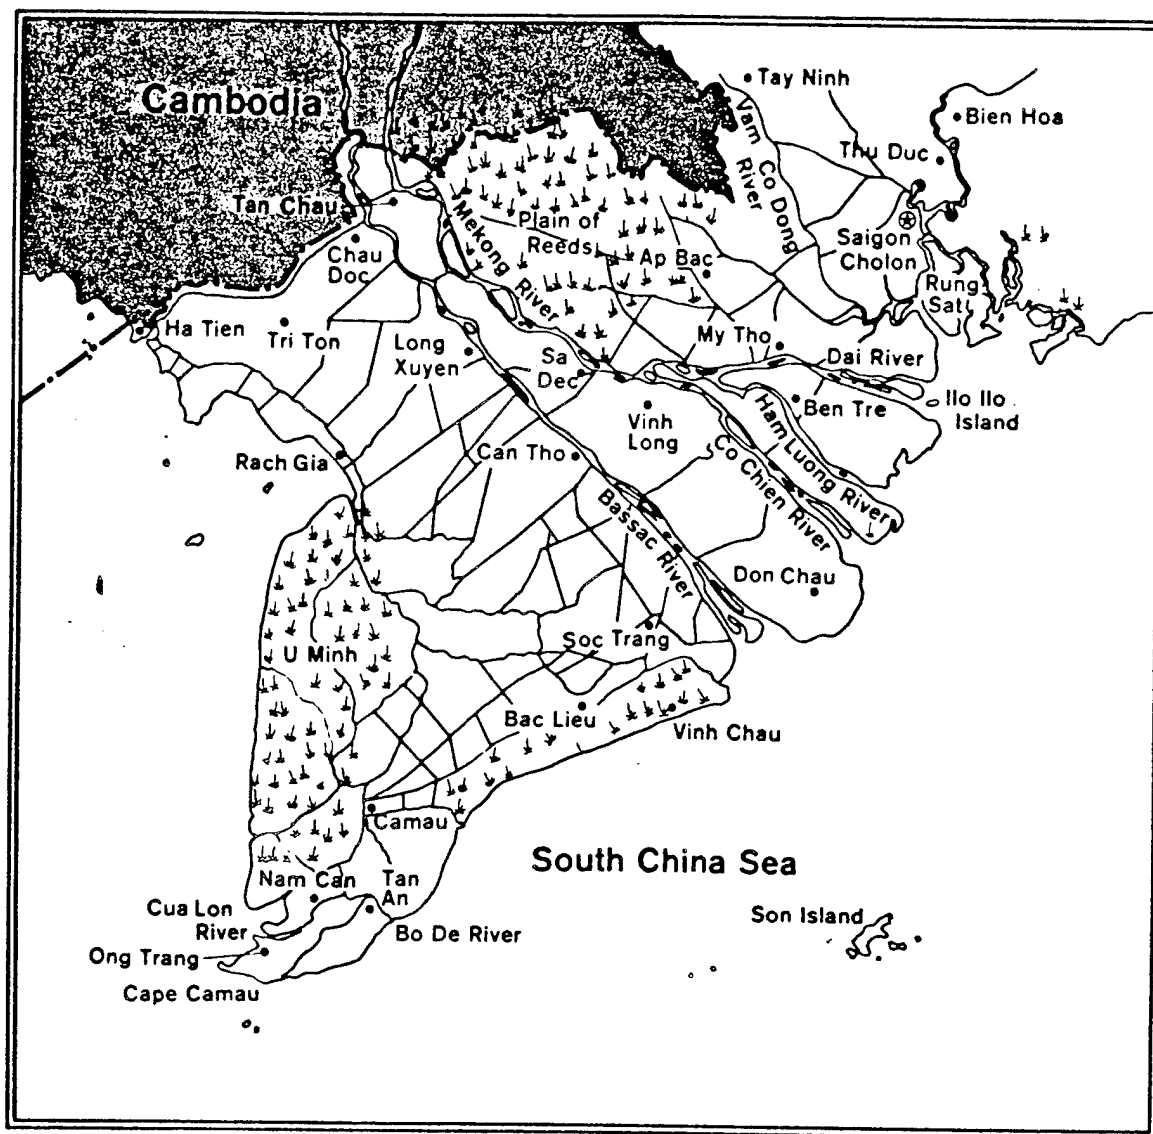 Tay Ninh
Cambodia
Bien Hoa
Vam Co Dong
River
Thu Duc
Tan Chau
Mekong
River
Plain of
Reeds
Chau
Doc
Ap Bac
Saigon
Cholon
Rung
Sat
Ha Tien
Tri Ton
Long
Xuyen
My Tho
Sa
Dec
Dai River
Ilo Ilo
Island
Ben Tre
Vinh
Long
Ham Luong River
Rach Gia
Can Tho
Co Chien River
Bassac River
Don Chau
Soc Trang
U Minh
Bac Lieu
Vinh Chau
Camau
South China Sea
Nam Can
Tan
An
Cua Lon
River
Son Island
Bo De River
Ong Trang
Cape Camau